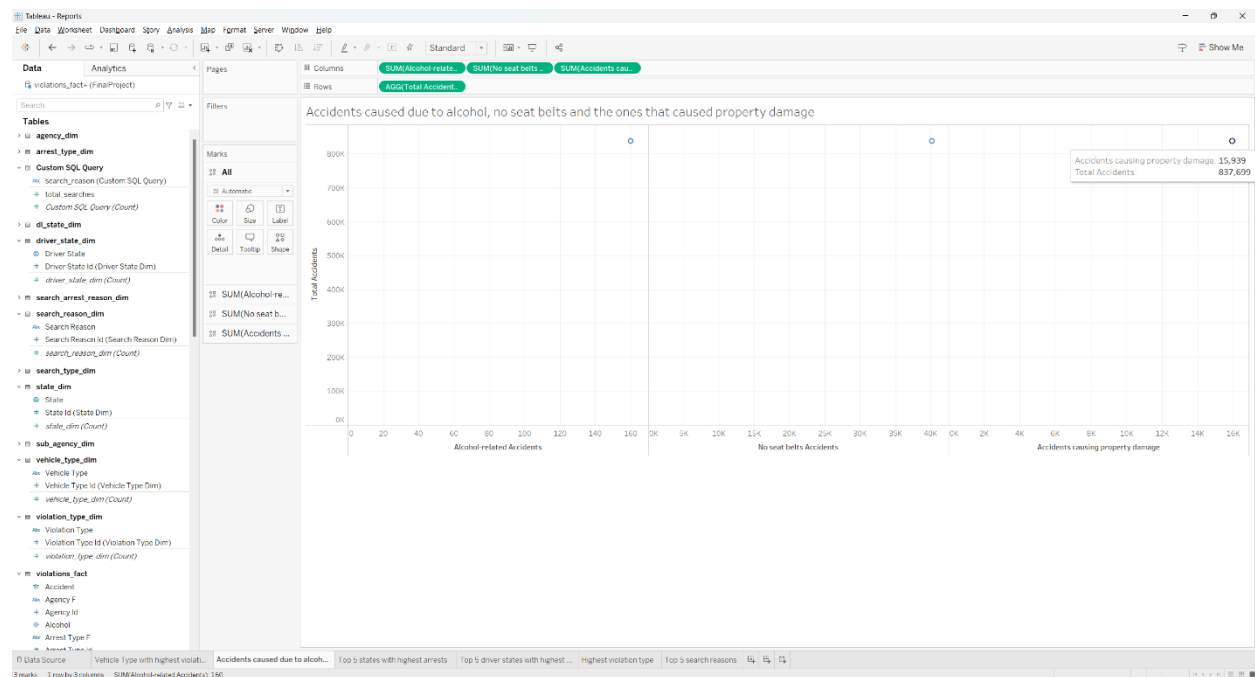 Tableau - Reports
File Data Worksheet Dashboard Story Analysis Map Format Server Window Help
Standard
Show Me
Data Analytics
violations_fact+ (FinalProject)
Search
Tables
agency_dim
arrest_type_dim
Custom SQL Query
Abc search_reason (Custom SQL Query)
total_searches
Custom SQL Query (Count)
dl_state_dim
driver_state_dim
Driver State
Driver State Id (Driver State Dim)
driver_state_dim (Count)
search_arrest_reason_dim
search_reason_dim
Abc Search Reason
Search Reason Id (Search Reason Dim)
search_reason_dim (Count)
search_type_dim
state_dim
State
State Id (State Dim)
state_dim (Count)
sub_agency_dim
vehicle_type_dim
Abc Vehicle Type
Vehicle Type Id (Vehicle Type Dim)
vehicle_type_dim (Count)
violation_type_dim
Abc Violation Type
Violation Type Id (Violation Type Dim)
violation_type_dim (Count)
violations_fact
Accident
Abc Agency F
Agency Id
Alcohol
Abc Arrest Type F
Arrest Type Id
Pages
Filters
Marks
All
Automatic
Color Size Label
Detail Tooltip Shape
SUM(Alcohol-re...
SUM(No seat b...
SUM(Accidents ...
Columns
SUM(Alcohol-relate.. SUM(No seat belts .. SUM(Accidents cau..
Rows
AGG(Total Accident..
Accidents caused due to alcohol, no seat belts and the ones that caused property damage
800K
700K
600K
500K
400K
300K
200K
100K
0K
Total Accidents
Accidents causing property damage: 15,939
Total Accidents: 837,699
0 20 40 60 80 100 120 140 160 0K 5K 10K 15K 20K 25K 30K 35K 40K 0K 2K 4K 6K 8K 10K 12K 14K 16K
Alcohol-related Accidents No seat belts Accidents Accidents causing property damage
Data Source Vehicle Type with highest violati... Accidents caused due to alcoh... Top 5 states with highest arrests Top 5 driver states with highest ... Highest violation type Top 5 search reasons
3 marks 1 row by 3 columns SUM(Alcohol-related Accidents): 160